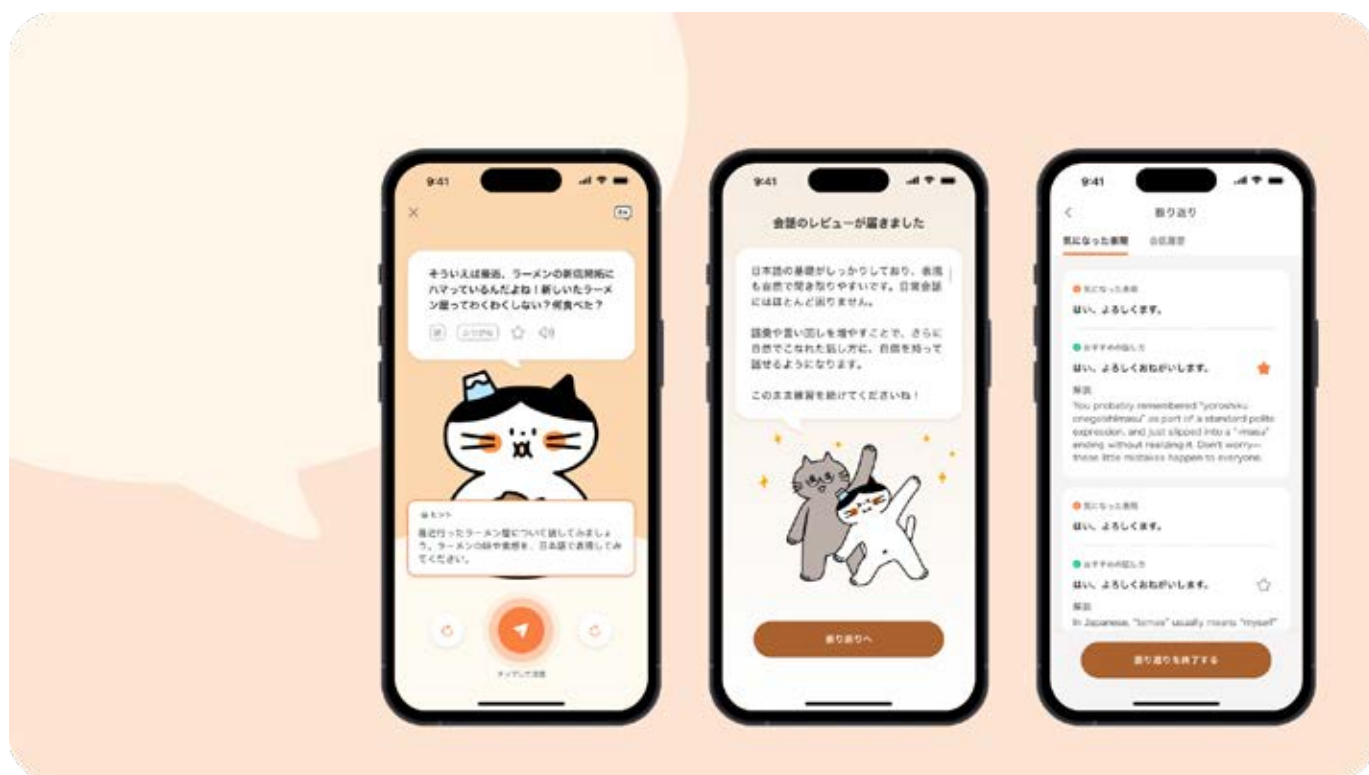 9:41
そういえば最近、ラーメンの新店開拓に
ハマっているんだよね！新しいたラーメ
ン屋ってわくわくしない？何食べた？
ふりがな
ヒント
最近行ったラーメン屋について話してみましょ
う。ラーメンの味や食感を、日本語で表現してみ
てください。
タップして送信
9:41
会話のレビューが届きました
日本語の基礎がしっかりしており、表現
も自然で聞き取りやすいです。日常会話
にはほとんど困りません。
語彙や言い回しを増やすことで、さらに
自然でこなれた話し方に、自信を持って
話せるようになります。
このまま練習を続けてくださいね！
振り返りへ
9:41
振り返り
気になった表現
会話履歴
気になった表現
はい、よろしくます。
おすすめの話し方
はい、よろしくおねがいします。
解説
You probably remembered "yoroshiku
onegaishimasu" as part of a standard polite
expression, and just slipped into a "-masu"
ending without realizing it. Don't worry—
these little mistakes happen to everyone.
気になった表現
はい、よろしくます。
おすすめの話し方
はい、よろしくおねがいします。
解説
In Japanese, usually means "myself"
振り返りを終了する